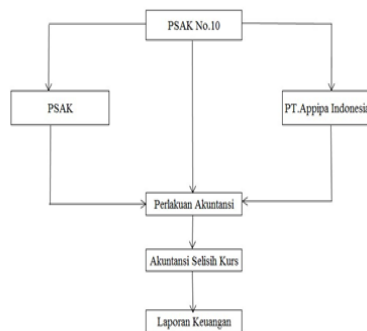 PSAK No.10
PSAK
PT.Appipa Indonesia
Perlakuan Akuntansi
Akuntansi Selisih Kurs
Laporan Keuangan